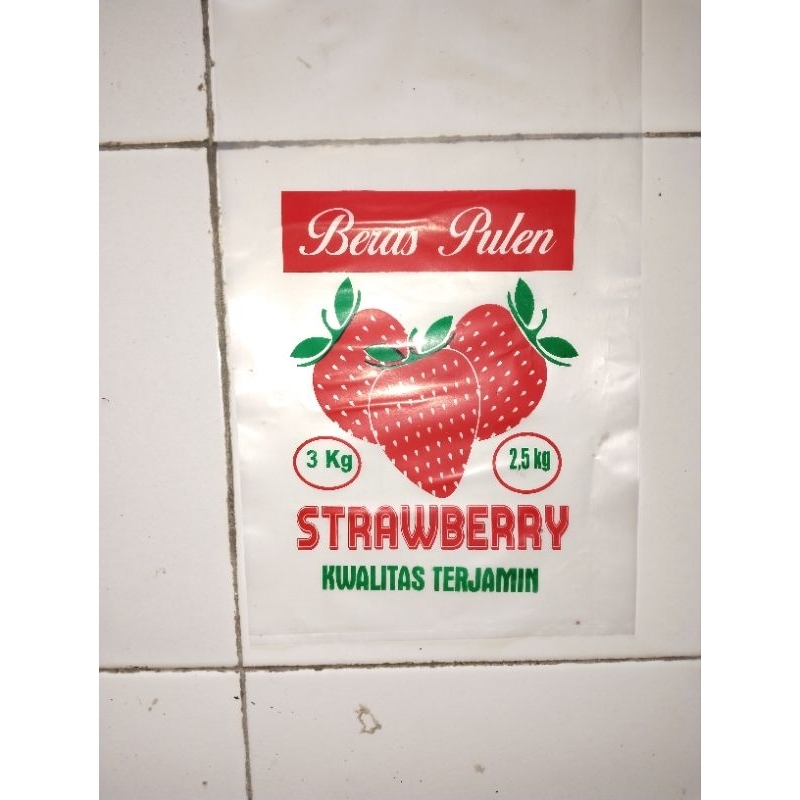 Beras Pulen
3 Kg
2,5 kg
STRAWBERRY
KWALITAS TERJAMIN